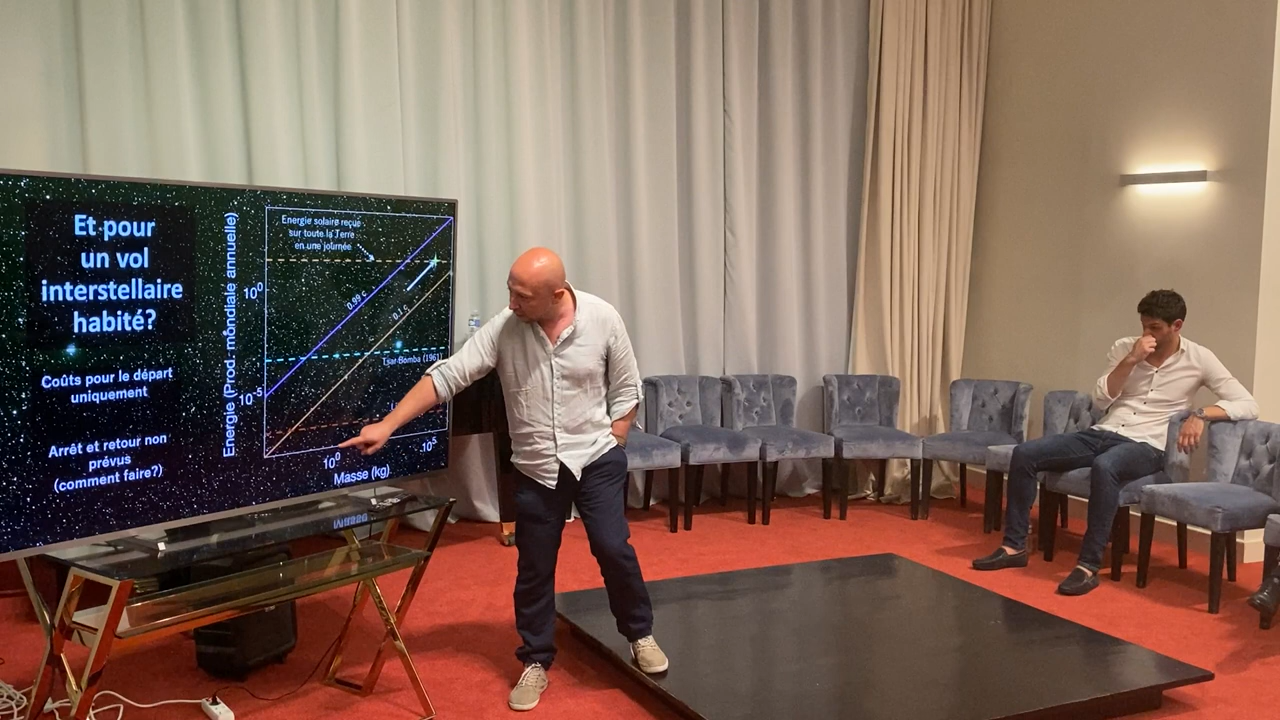 Et pour
un vol
interstellaire
habité?
Coûts pour le départ
uniquement
Arrêt et retour non
prévus
(comment faire?)
Energie (Prod. mondiale annuelle)
10⁰
10⁻⁵
Energie solaire reçue
sur toute la Terre
en une journée
0.99 c
0.1 c
Tsar Bomba (1961)
10⁰
10⁵
Masse (kg)